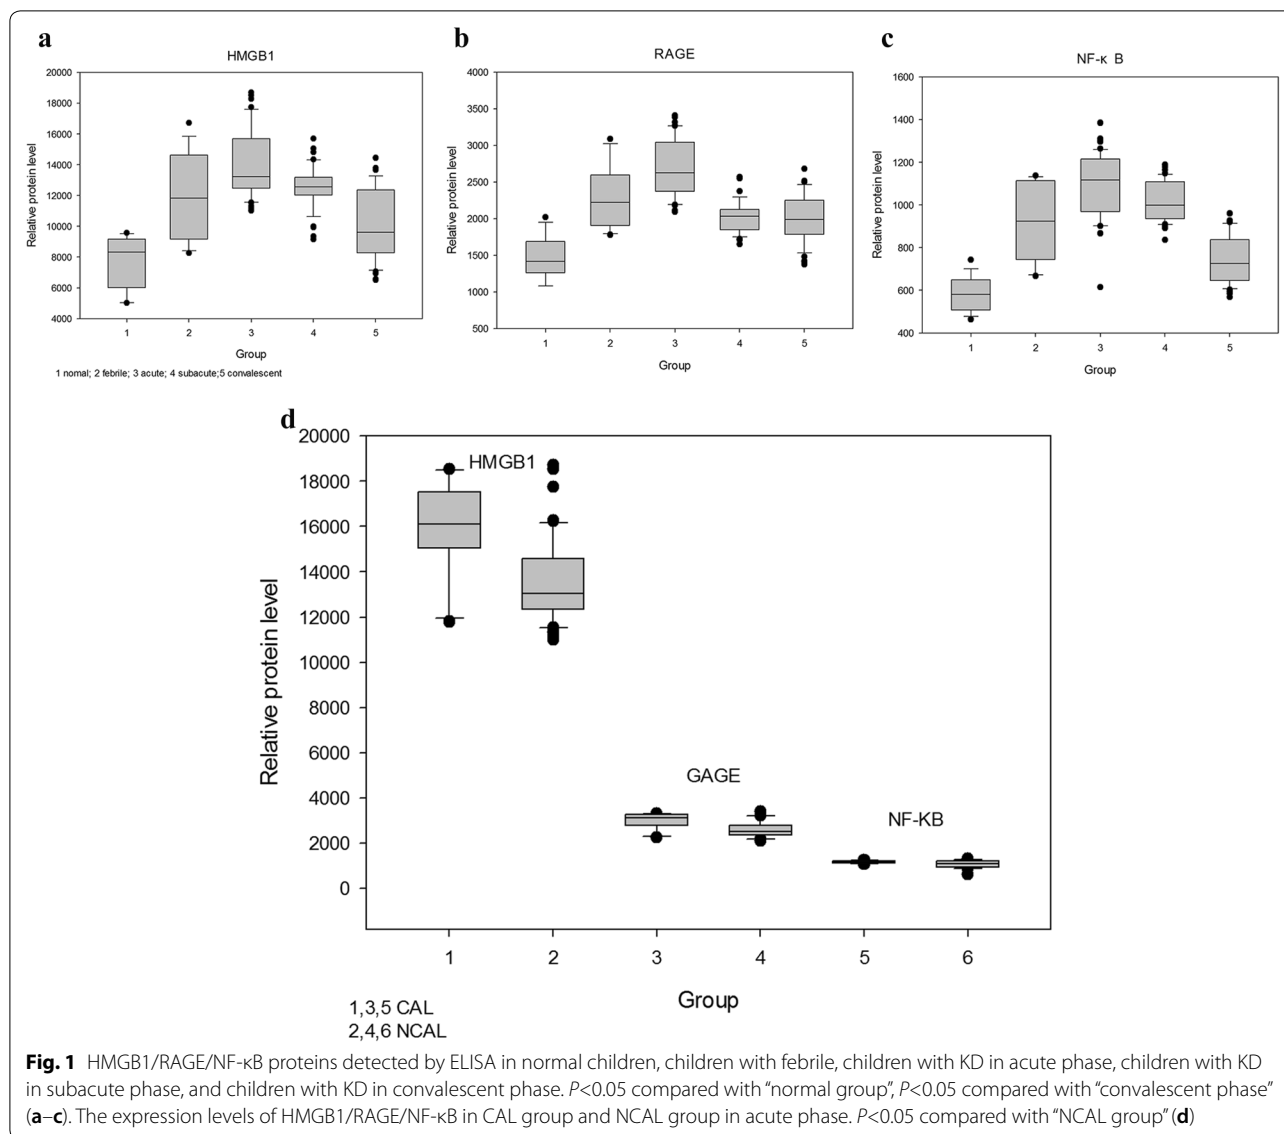 a
HMGB1
20000
18000
16000
14000
12000
10000
8000
6000
4000
Relative protein level
1 2 3 4 5
Group
1 nomal; 2 febrile; 3 acute; 4 subacute;5 convalescent
b
RAGE
4000
3500
3000
2500
2000
1500
1000
500
Relative protein level
1 2 3 4 5
Group
c
NF-κ B
1600
1400
1200
1000
800
600
400
Relative protein level
1 2 3 4 5
Group
d
20000
18000
16000
14000
12000
10000
8000
6000
4000
2000
0
Relative protein level
HMGB1
GAGE
NF-KB
1 2 3 4 5 6
Group
1,3,5 CAL
2,4,6 NCAL
Fig. 1 HMGB1/RAGE/NF-κB proteins detected by ELISA in normal children, children with febrile, children with KD in acute phase, children with KD
in subacute phase, and children with KD in convalescent phase. P<0.05 compared with “normal group”, P<0.05 compared with “convalescent phase”
(a–c). The expression levels of HMGB1/RAGE/NF-κB in CAL group and NCAL group in acute phase. P<0.05 compared with “NCAL group” (d)